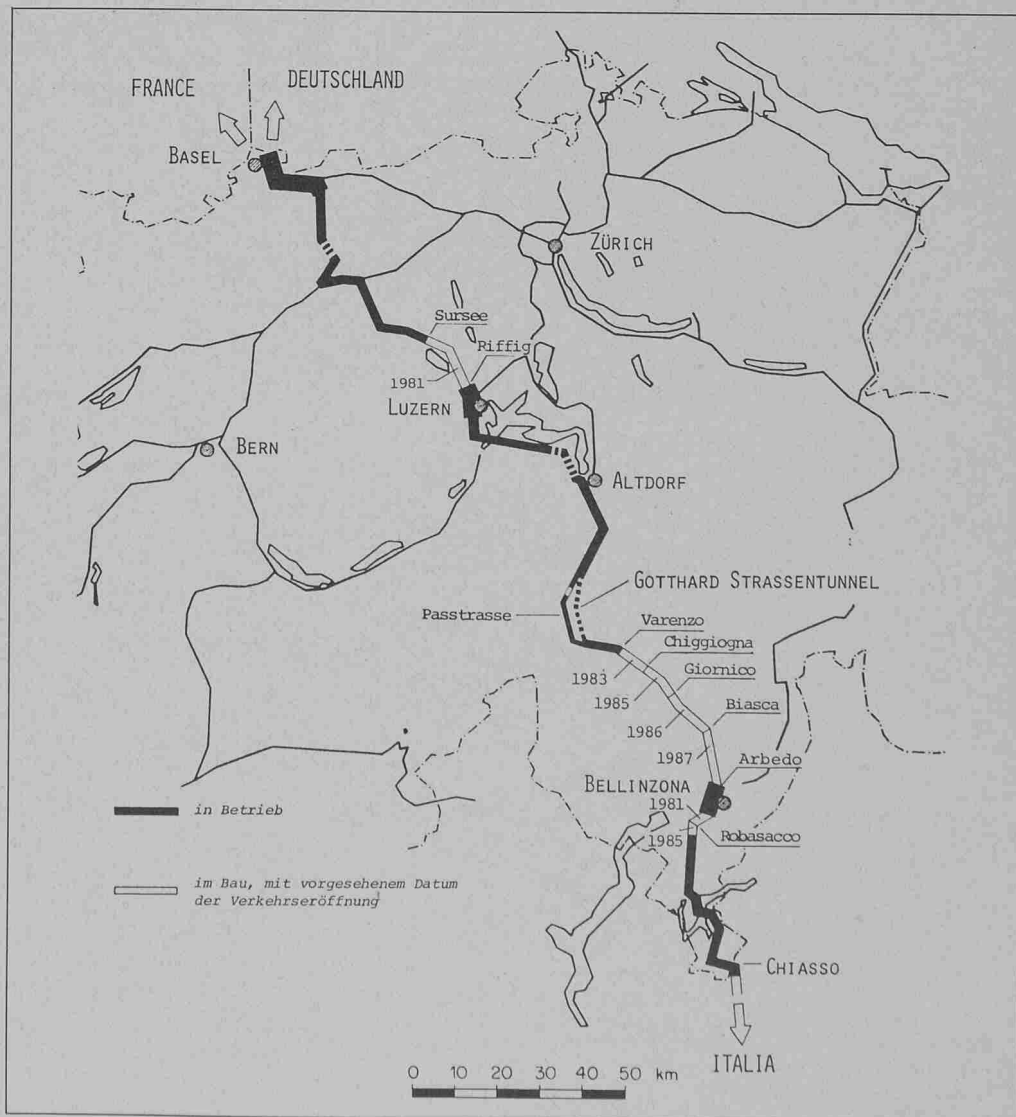 FRANCE
DEUTSCHLAND
BASEL
ZÜRICH
Sursee
Riffig
1981
LUZERN
BERN
ALTDORF
GOTTHARD STRASSENTUNNEL
Passtrasse
Varenzo
Chiggiogna
1983
Giornico
1985
Biasca
1986
1987
Arbedo
BELLINZONA
1981
1985
Robasacco
in Betrieb
im Bau, mit vorgesehenem Datum
der Verkehrseröffnung
CHIASSO
ITALIA
0 10 20 30 40 50 km